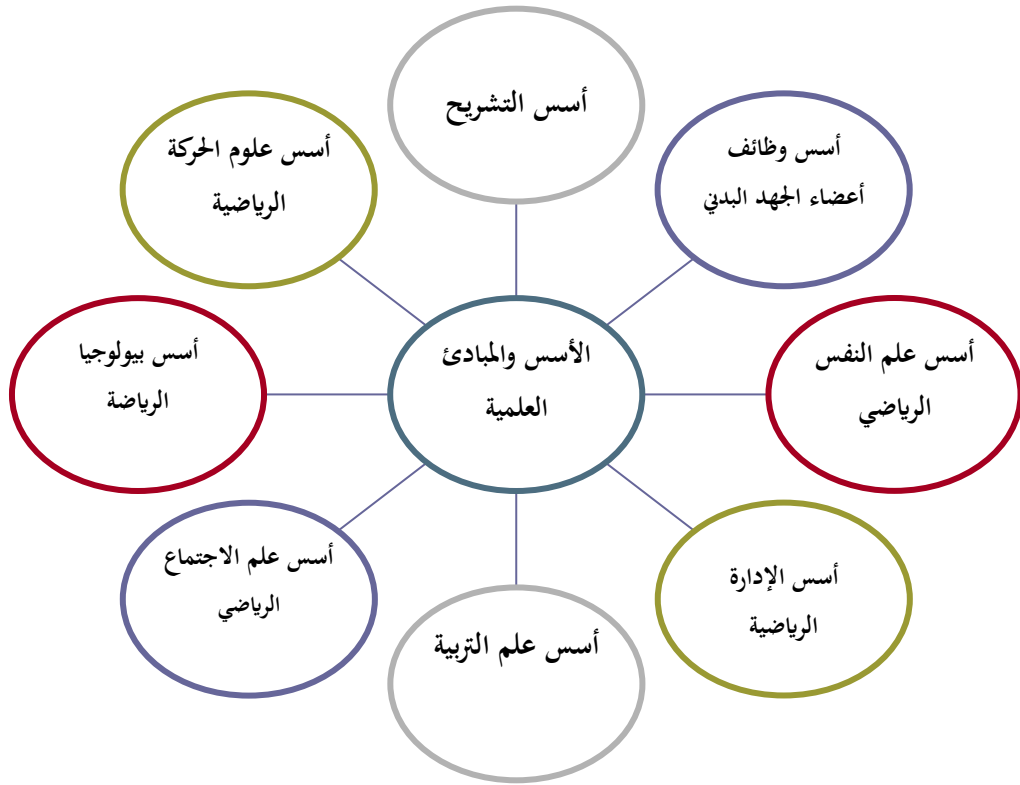 أسس التشريح
أسس وظائف
أعضاء الجهد البدني
أسس علوم الحركة
الرياضية
الأسس والمبادئ
العلمية
أسس علم النفس
الرياضي
أسس بيولوجيا
الرياضة
أسس الإدارة
الرياضية
أسس علم الاجتماع
الرياضي
أسس علم التربية